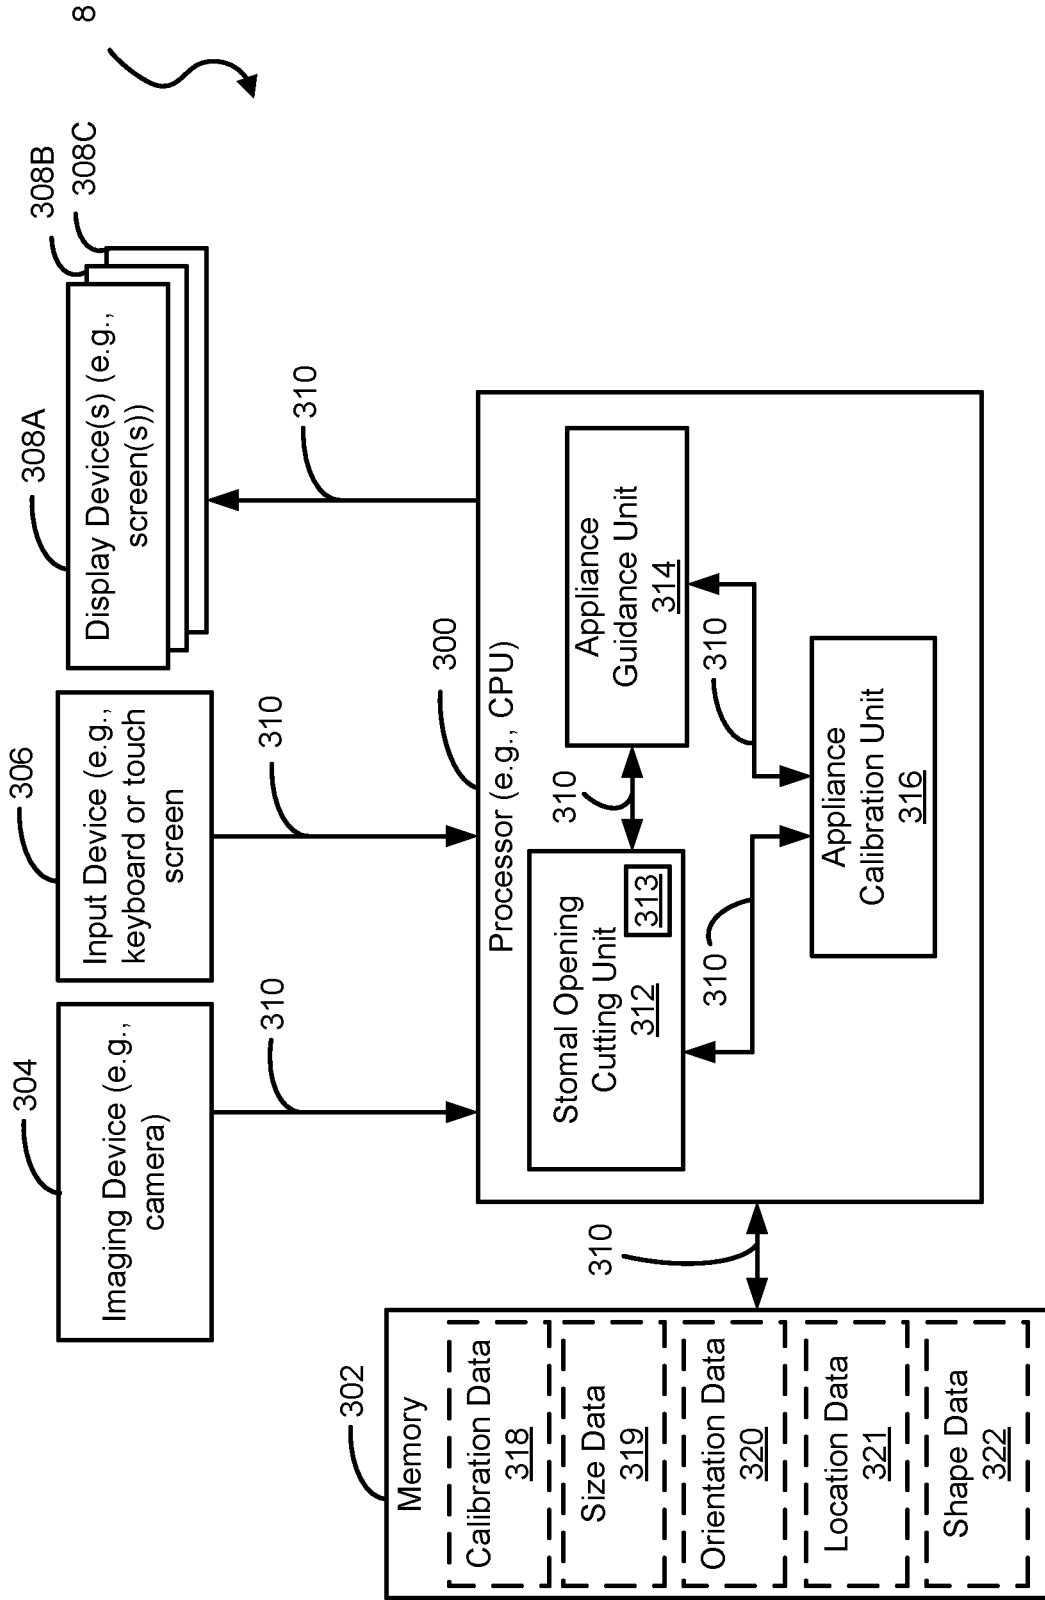 8
304
Imaging Device (e.g.,
camera)
306
Input Device (e.g.,
keyboard or touch
screen
308A
308B
308C
Display Device(s) (e.g.,
screen(s))
310
310
310
302
Memory
Calibration Data
318
Size Data
319
Orientation Data
320
Location Data
321
Shape Data
322
310
300
Processor (e.g., CPU)
Stomal Opening
Cutting Unit
312
313
310
Appliance
Guidance Unit
314
310
310
Appliance
Calibration Unit
316